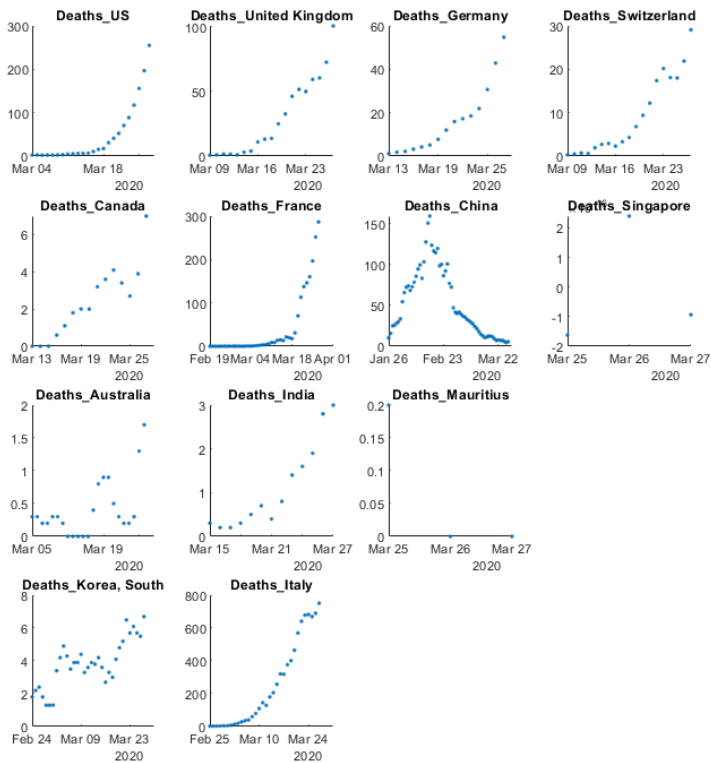 Deaths_US
300
200
100
0
Mar 04
Mar 18
2020
Deaths_United Kingdom
100
50
0
Mar 09
Mar 16
Mar 23
2020
Deaths_Germany
60
40
20
0
Mar 13
Mar 19
Mar 25
2020
Deaths_Switzerland
30
20
10
0
Mar 09
Mar 16
Mar 23
2020
Deaths_Canada
6
4
2
0
Mar 13
Mar 19
Mar 25
2020
Deaths_France
300
200
100
0
Feb 19
Mar 04
Mar 18
Apr 01
2020
Deaths_China
150
100
50
0
Jan 26
Feb 23
Mar 22
2020
Deaths_Singapore
2
1
0
-1
-2
Mar 25
Mar 26
Mar 27
2020
Deaths_Australia
2
1.5
1
0.5
0
Mar 05
Mar 19
2020
Deaths_India
3
2
1
0
Mar 15
Mar 21
Mar 27
2020
Deaths_Mauritius
0.2
0.15
0.1
0.05
0
Mar 25
Mar 26
Mar 27
2020
Deaths_Korea, South
8
6
4
2
0
Feb 24
Mar 09
Mar 23
2020
Deaths_Italy
800
600
400
200
0
Feb 25
Mar 10
Mar 24
2020